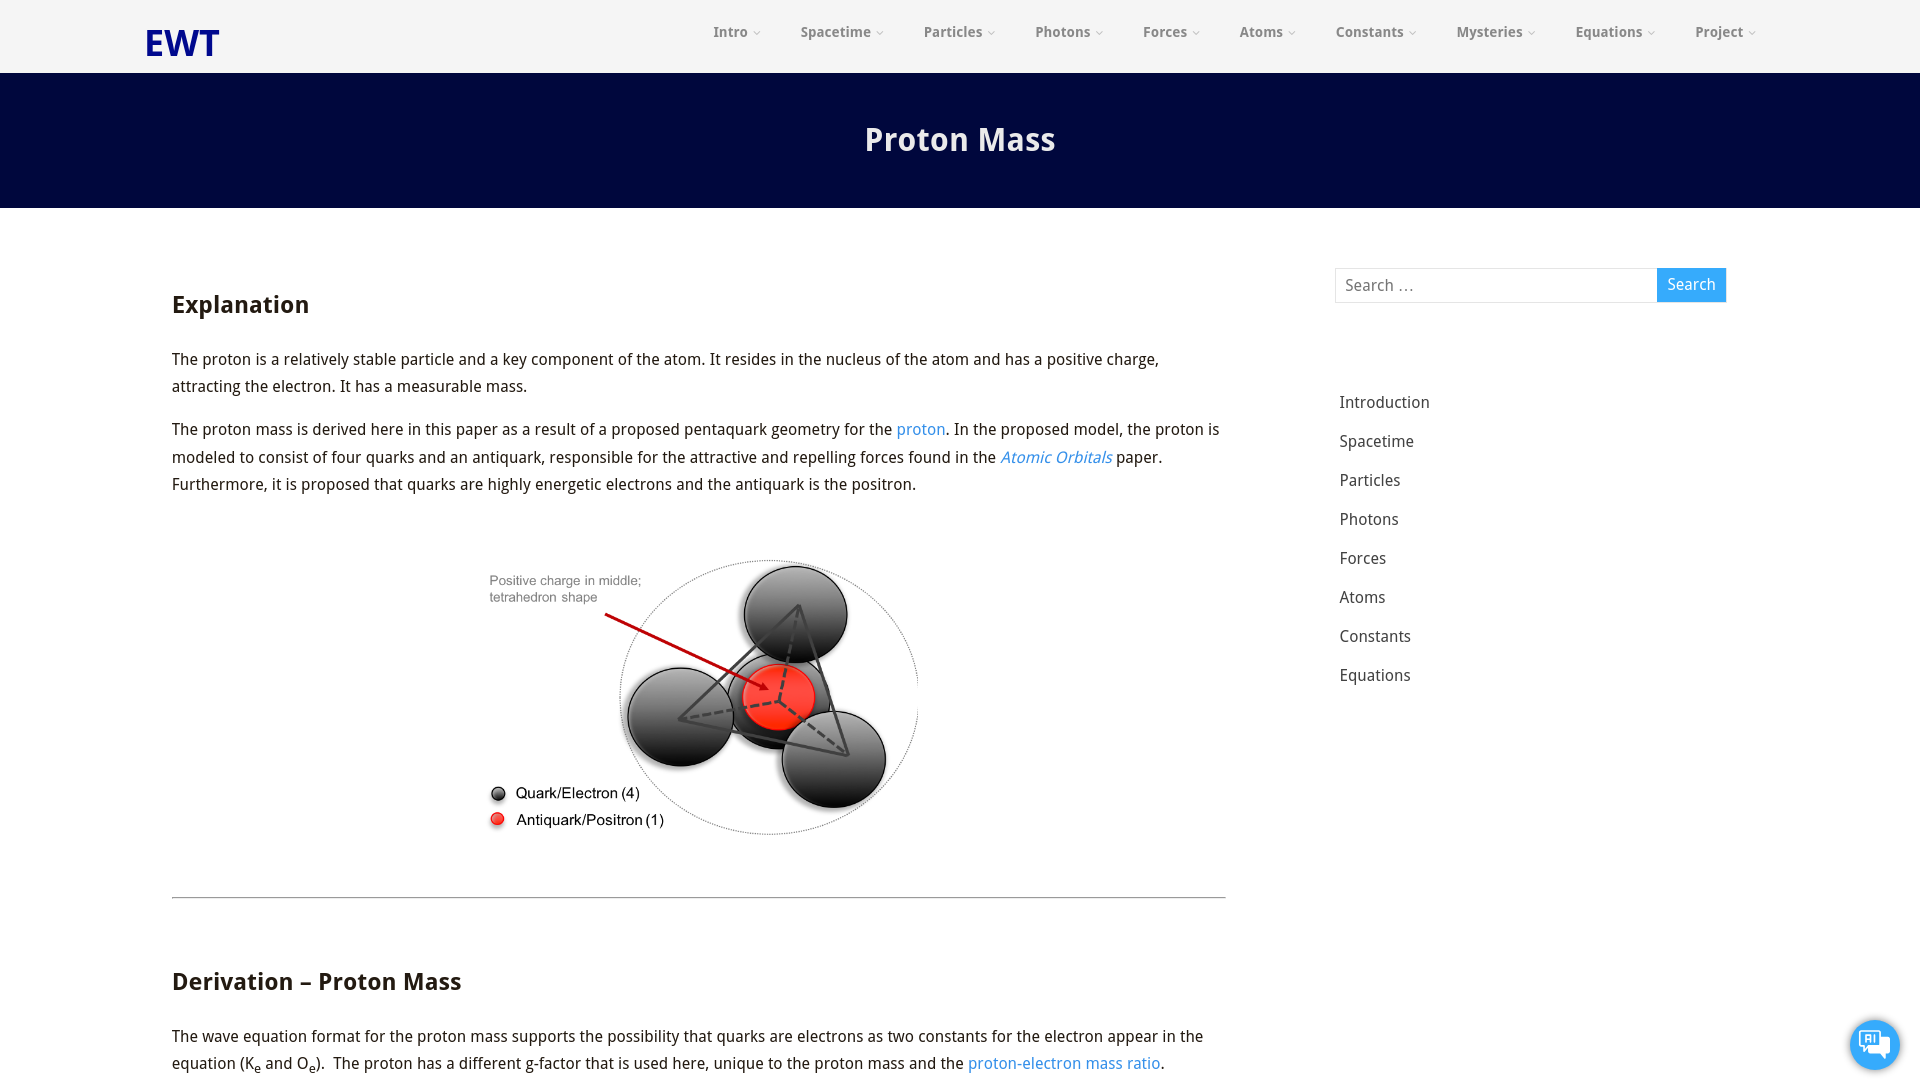 EWT
Intro
Spacetime
Particles
Photons
Forces
Atoms
Constants
Mysteries
Equations
Project
Proton Mass
Explanation
The proton is a relatively stable particle and a key component of the atom. It resides in the nucleus of the atom and has a positive charge,
attracting the electron. It has a measurable mass.
The proton mass is derived here in this paper as a result of a proposed pentaquark geometry for the proton. In the proposed model, the proton is
modeled to consist of four quarks and an antiquark, responsible for the attractive and repelling forces found in the Atomic Orbitals paper.
Furthermore, it is proposed that quarks are highly energetic electrons and the antiquark is the positron.
Positive charge in middle;
tetrahedron shape
Quark/Electron (4)
Antiquark/Positron (1)
Derivation – Proton Mass
The wave equation format for the proton mass supports the possibility that quarks are electrons as two constants for the electron appear in the
equation (Ke and Oe).  The proton has a different g-factor that is used here, unique to the proton mass and the proton-electron mass ratio.
Search …
Search
Introduction
Spacetime
Particles
Photons
Forces
Atoms
Constants
Equations
AI